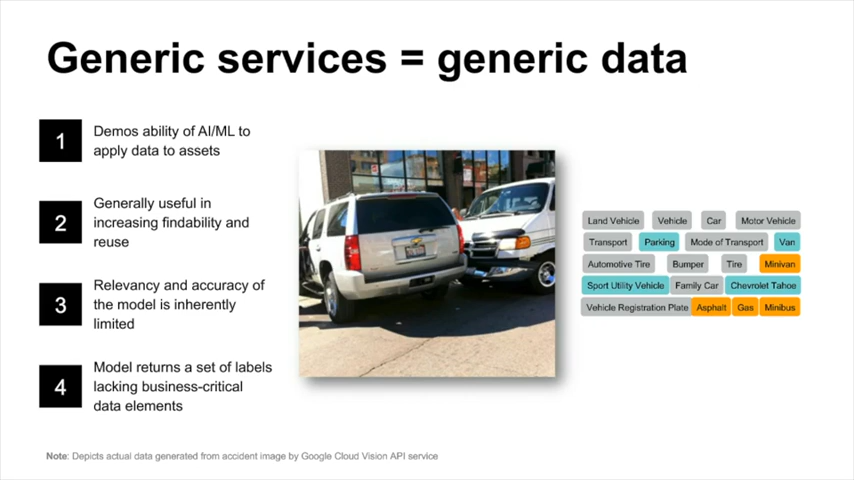 Generic services = generic data
1
Demos ability of AI/ML to
apply data to assets
2
Generally useful in
increasing findability and
reuse
3
Relevancy and accuracy of
the model is inherently
limited
4
Model returns a set of labels
lacking business-critical
data elements
Land Vehicle Vehicle Car Motor Vehicle
Transport Parking Mode of Transport Van
Automotive Tire Bumper Tire Minivan
Sport Utility Vehicle Family Car Chevrolet Tahoe
Vehicle Registration Plate Asphalt Gas Minibus
Note: Depicts actual data generated from accident image by Google Cloud Vision API service